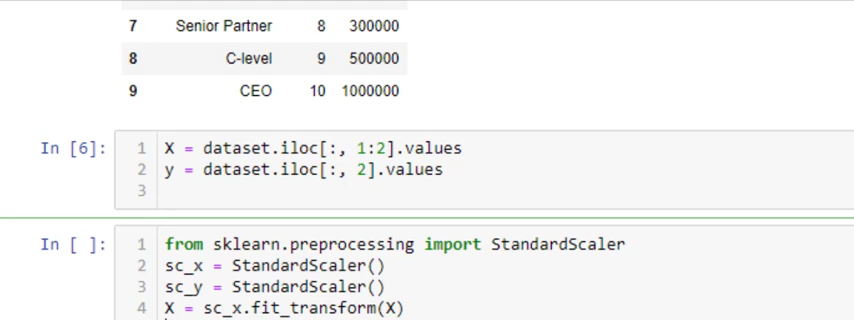 7 Senior Partner 8 300000
8 C-level 9 500000
9 CEO 10 1000000
In [6]: 1 X = dataset.iloc[:, 1:2].values
2 y = dataset.iloc[:, 2].values
3
In [ ]: 1 from sklearn.preprocessing import StandardScaler
2 sc_x = StandardScaler()
3 sc_y = StandardScaler()
4 X = sc_x.fit_transform(X)